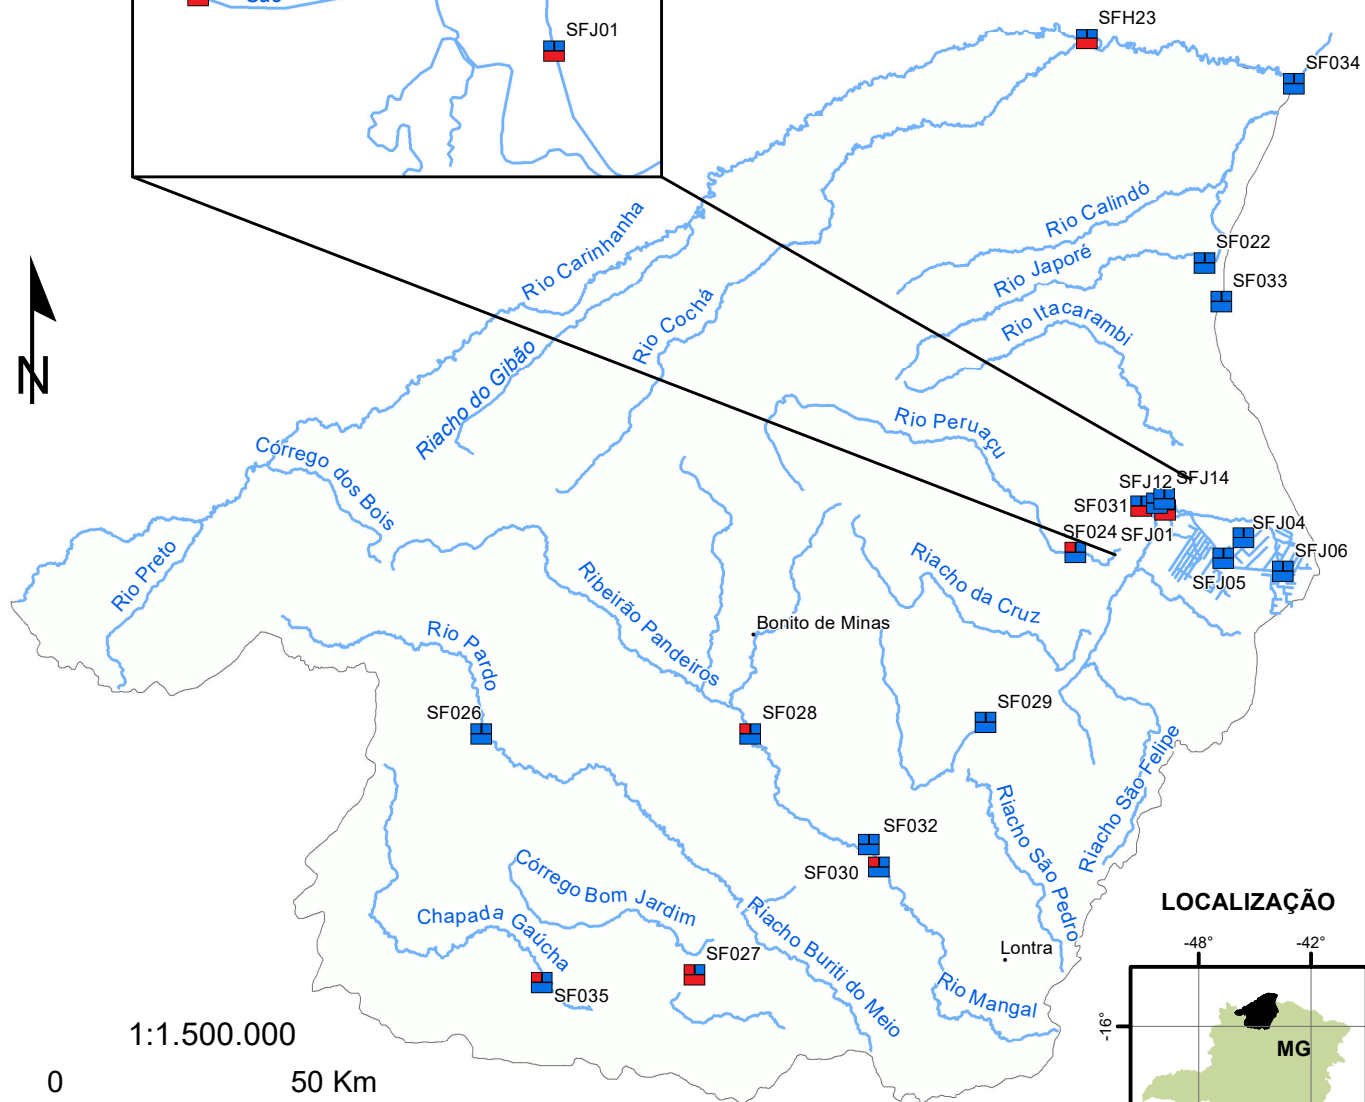 São
SFJ01
SFH23
SF034
Rio Calindó
SF022
Rio Carinhanha
Rio Japoré
SF033
Rio Cochá
Rio Itacarambi
N
Riacho do Gibão
Rio Peruaçu
Córrego dos Bois
SFJ12
SFJ14
SF031
SFJ04
SF024
SFJ01
SFJ06
Rio Preto
SFJ05
Riacho da Cruz
Ribeirão Pandeiros
Bonito de Minas
Rio Pardo
SF026
SF028
SF029
Riacho São Felipe
SF032
SF030
Riacho São Pedro
Córrego Bom Jardim
LOCALIZAÇÃO
Chapada Gaúcha
Riacho Buriti do Meio
-48°
-42°
SF027
Lontra
SF035
Rio Mangal
-16°
1:1.500.000
MG
0
50 Km